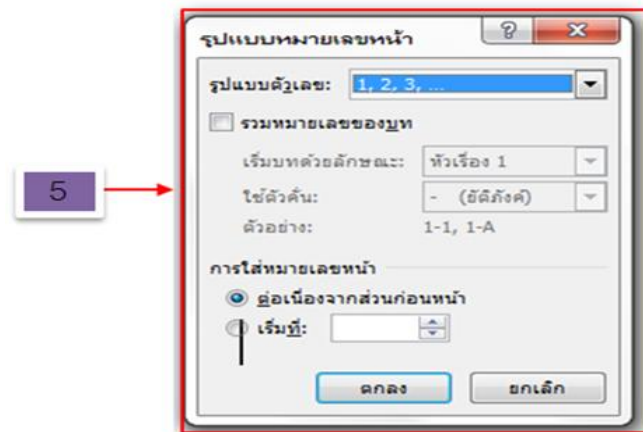 รูปแบบหมายเลขหน้า
รูปแบบตัวเลข: 1, 2, 3, ...
รวมหมายเลขของบท
เริ่มบทด้วยลักษณะ: หัวเรื่อง 1
ใช้ตัวคั่น: - (ยัติภังค์)
ตัวอย่าง: 1-1, 1-A
5
การใส่หมายเลขหน้า
ต่อเนื่องจากส่วนก่อนหน้า
เริ่มที่:
ตกลง ยกเลิก